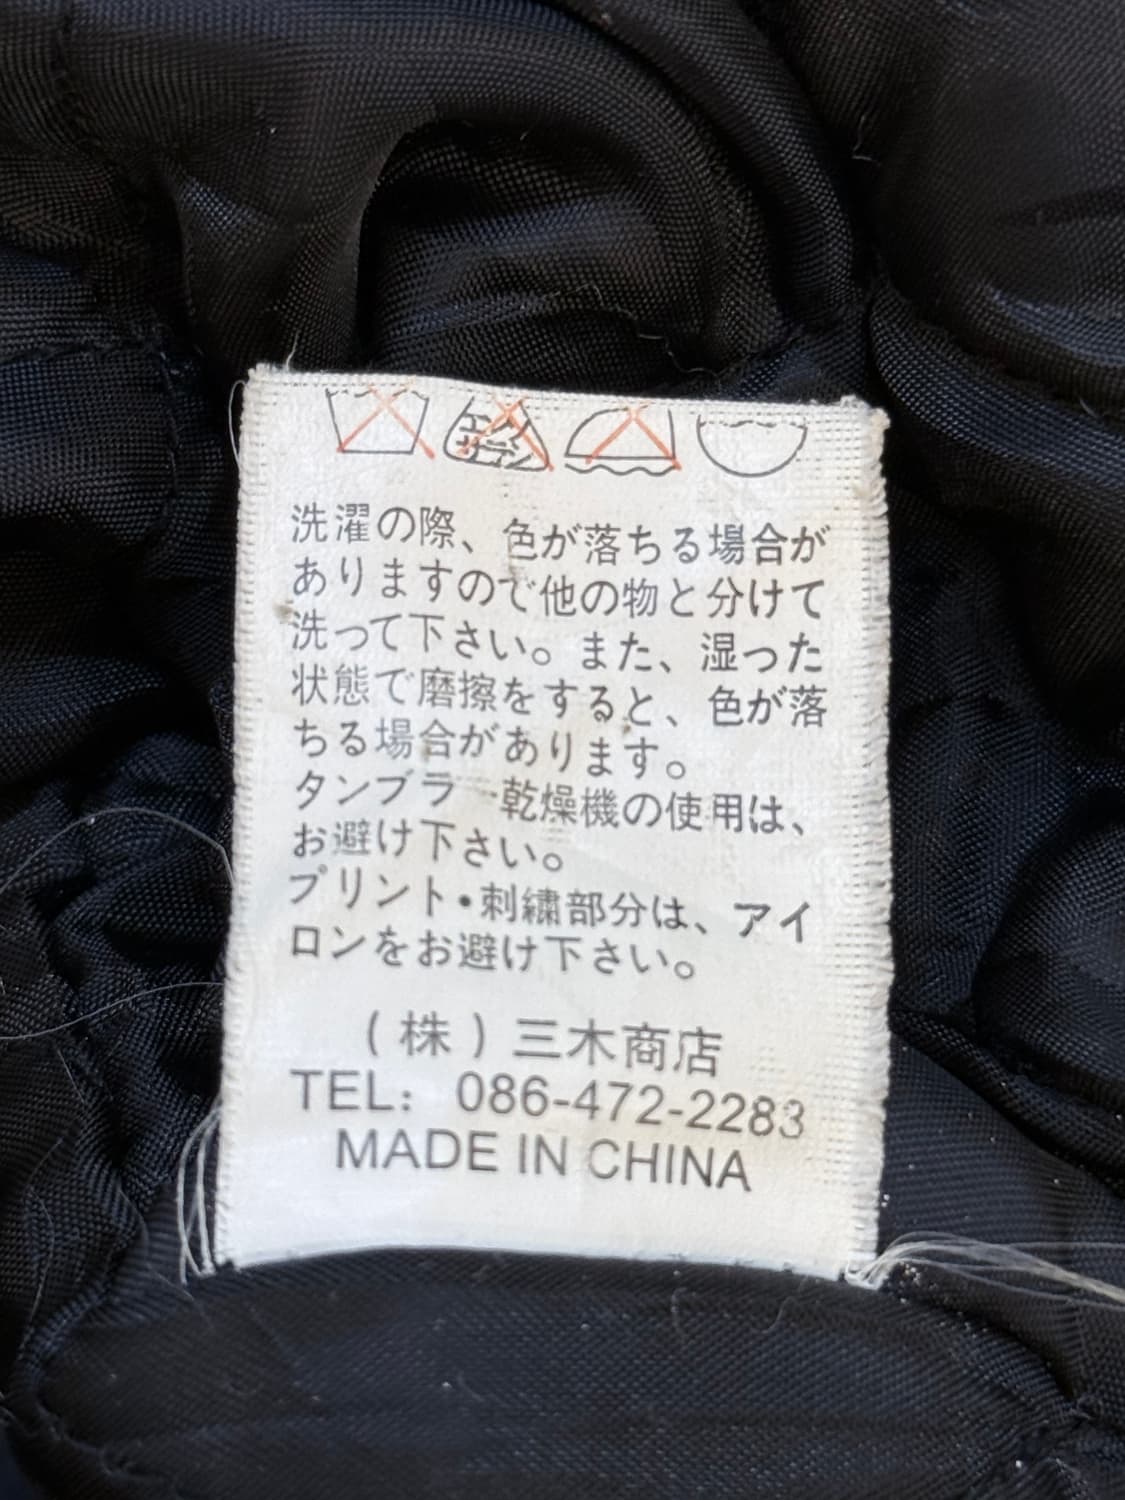 洗濯の際、色が落ちる場合が
ありますので他の物と分けて
洗って下さい。また、湿った
状態で磨擦をすると、色が落
ちる場合があります。
タンブラー乾燥機の使用は、
お避け下さい。
プリント・刺繍部分は、アイ
ロンをお避け下さい。
(株)三木商店
TEL: 086-472-2283
MADE IN CHINA